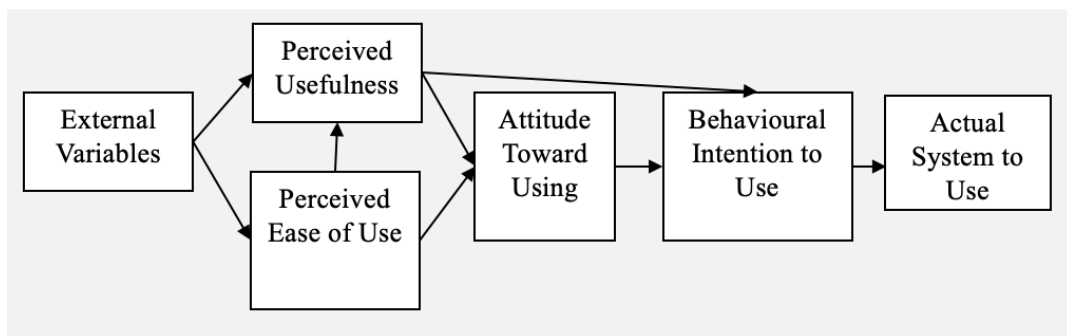 External
Variables
Perceived
Usefulness
Perceived
Ease of Use
Attitude
Toward
Using
Behavioural
Intention to
Use
Actual
System to
Use